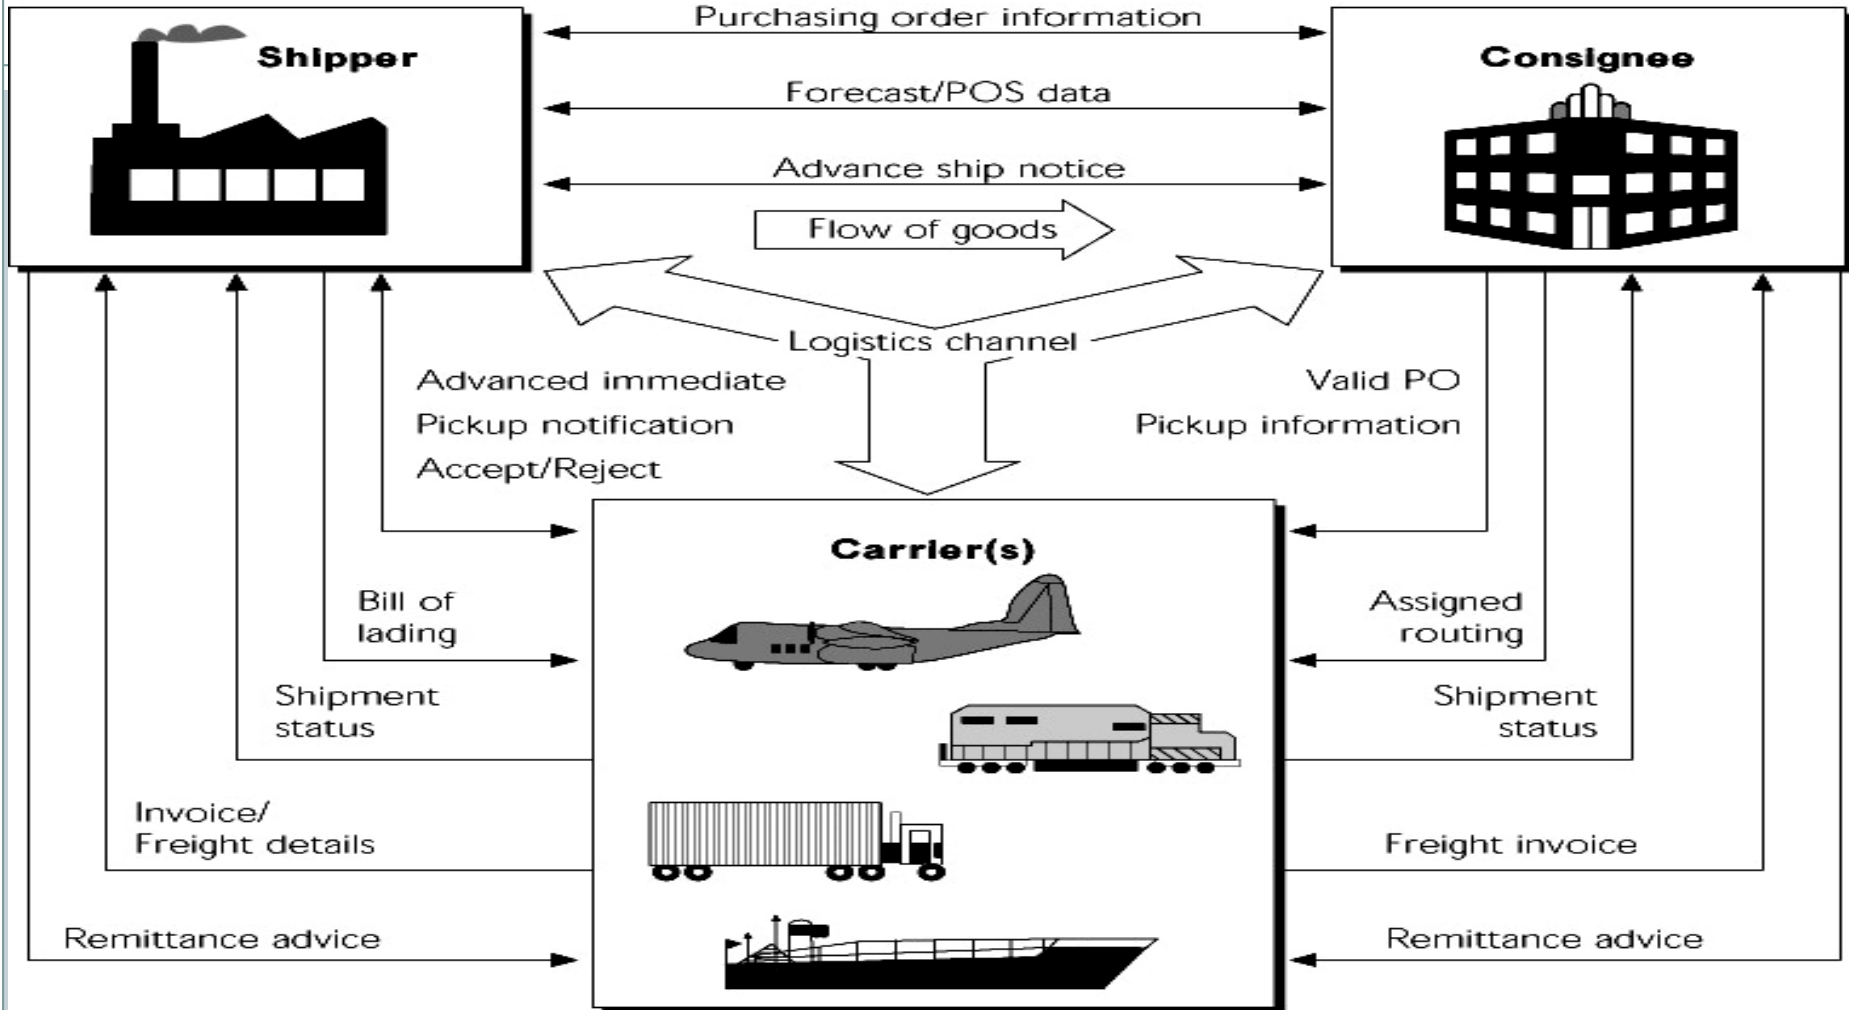 Purchasing order information
Shipper
Consignee
Forecast/POS data
Advance ship notice
Flow of goods
Logistics channel
Advanced immediate
Pickup notification
Accept/Reject
Valid PO
Pickup information
Carrier(s)
Bill of
lading
Assigned
routing
Shipment
status
Shipment
status
Invoice/
Freight details
Freight invoice
Remittance advice
Remittance advice